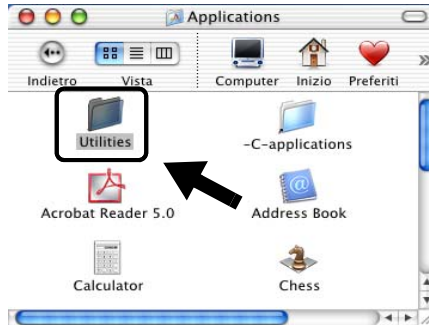 Applications
Indietro Vista Computer Inizio Preferiti
Utilities -C-applications
Acrobat Reader 5.0 Address Book
Calculator Chess